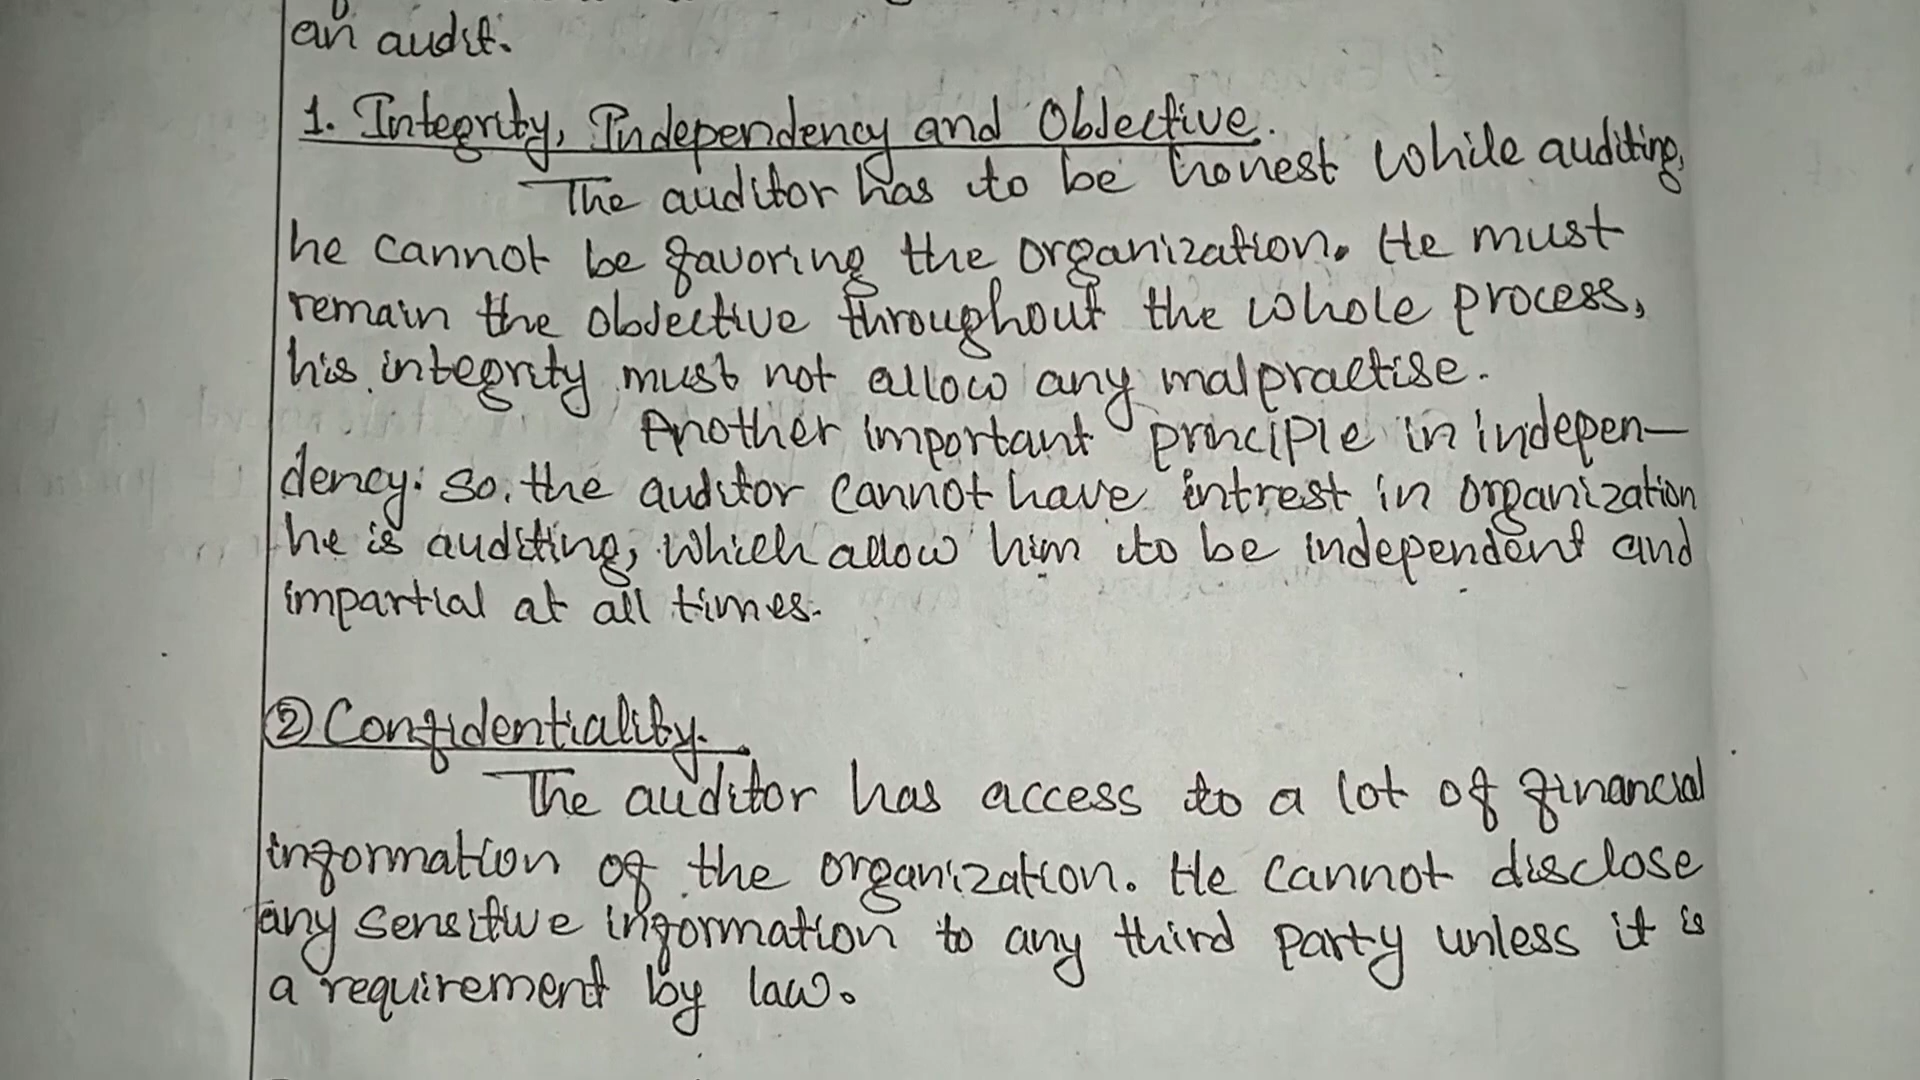 an audit.
1. Integrity, Independency and Objective.
The auditor has to be honest while auditing,
he cannot be favoring the organization. He must
remain the objective throughout the whole process,
his integrity must not allow any malpractise.
Another important principle in indepen-
dency. So, the auditor cannot have intrest in organization
he is auditing, which allow him to be independent and
impartial at all times.
② Confidentiality.
The auditor has access to a lot of financial
information of the organization. He cannot disclose
any sensitive information to any third party unless it is
a requirement by law.